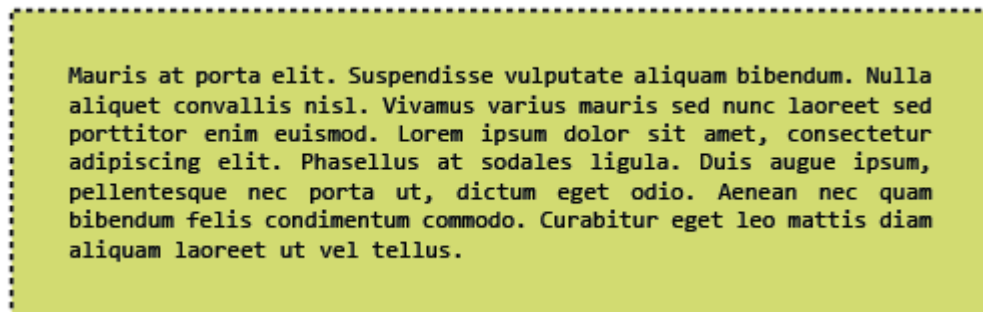 Mauris at porta elit. Suspendisse vulputate aliquam bibendum. Nulla
aliquet convallis nisl. Vivamus varius mauris sed nunc laoreet sed
porttitor enim euismod. Lorem ipsum dolor sit amet, consectetur
adipiscing elit. Phasellus at sodales ligula. Duis augue ipsum,
pellentesque nec porta ut, dictum eget odio. Aenean nec quam
bibendum felis condimentum commodo. Curabitur eget leo mattis diam
aliquam laoreet ut vel tellus.